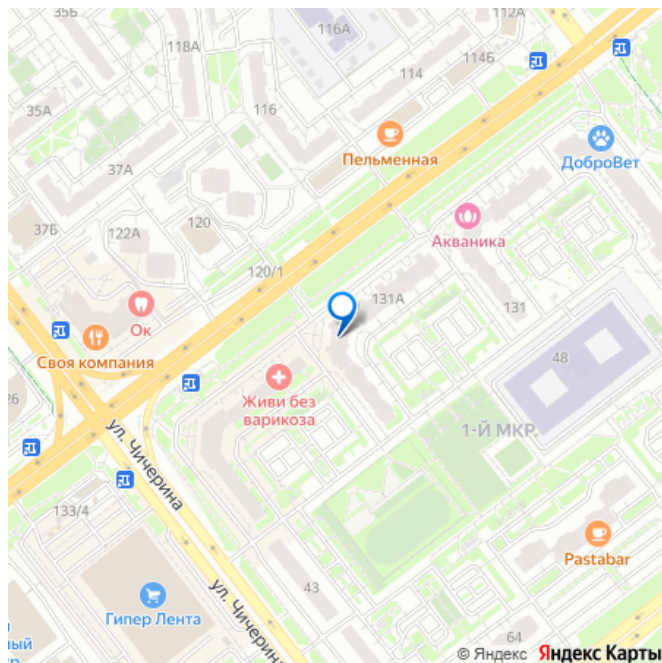 35Б
112А
118А
116А
114Б
114
35А
116
Пельменная
ДоброВет
37А
120
37Б
122А
Акваника
120/1
131А
131
Ок
Своя компания
48
Живи без
варикоза
26
ул. Чичерина
1-Й МКР.
133/4
Pastabar
43
Гипер Лента
ул. Чичерина
64
ный
© Яндекс Яндекс Карты